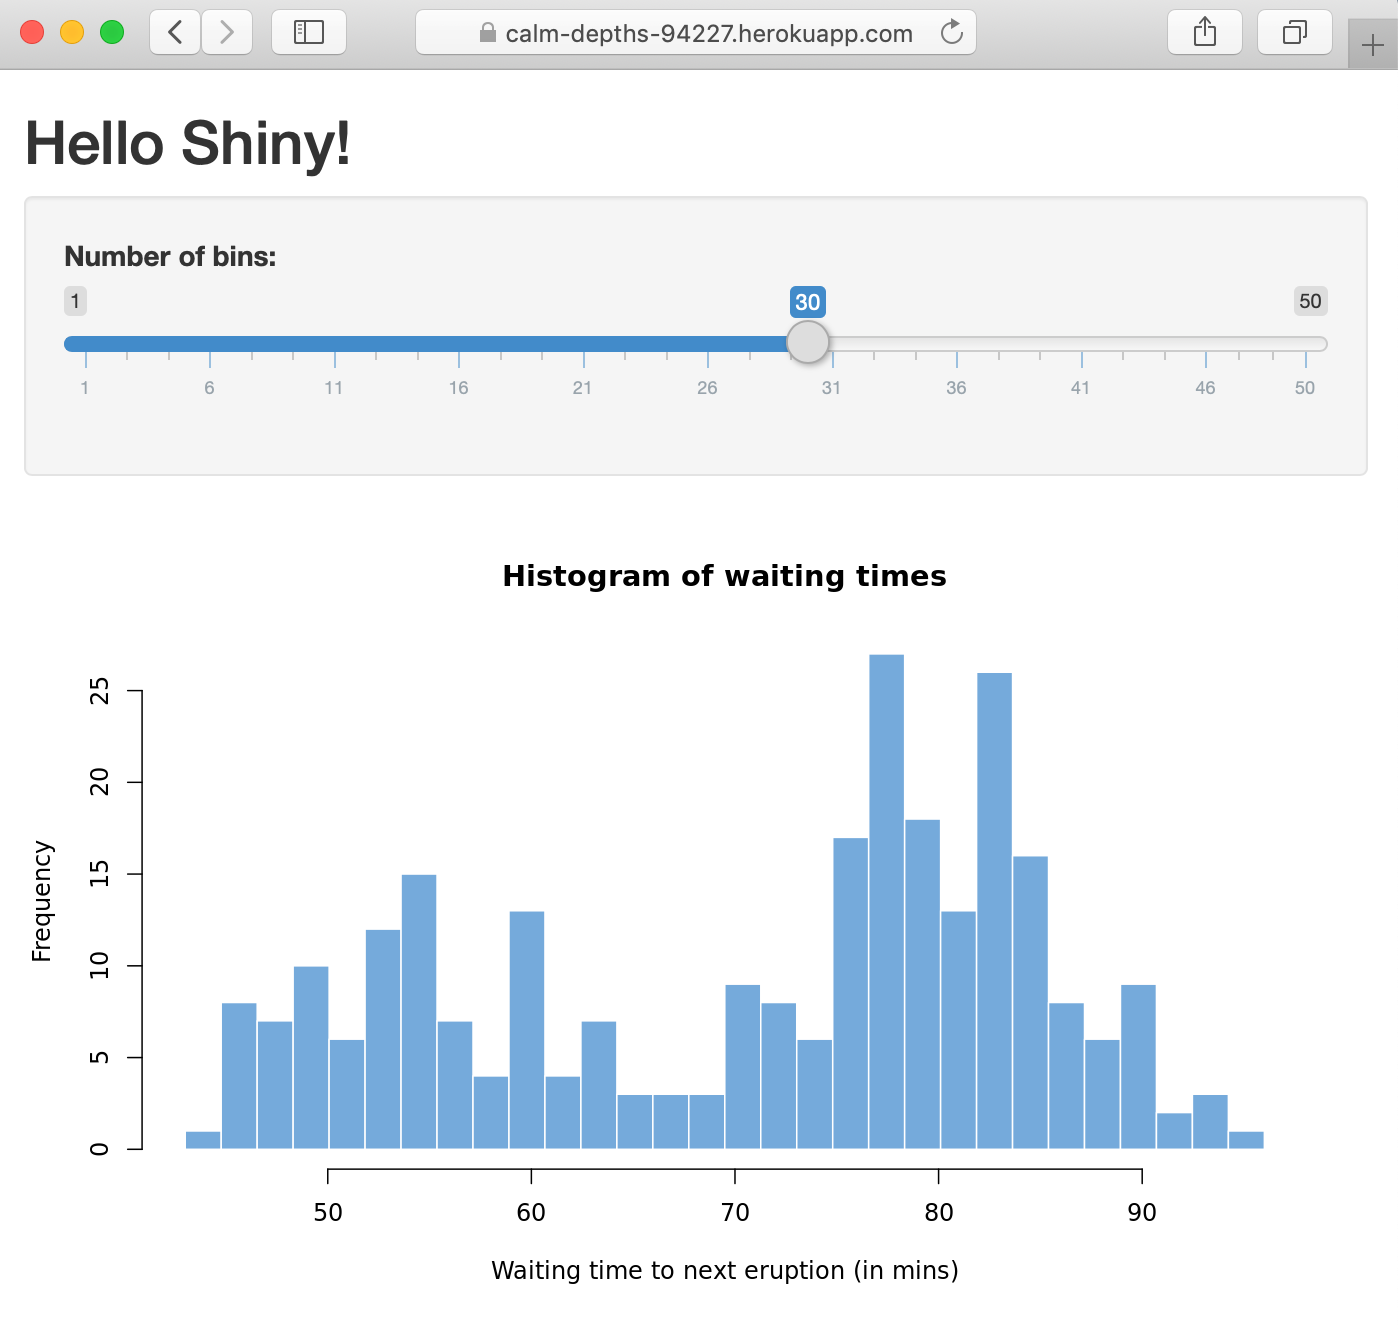 calm-depths-94227.herokuapp.com
Hello Shiny!
Number of bins:
1 30 50
1 6 11 16 21 26 31 36 41 46 50
Histogram of waiting times
Frequency
25
20
15
10
5
0
50 60 70 80 90
Waiting time to next eruption (in mins)